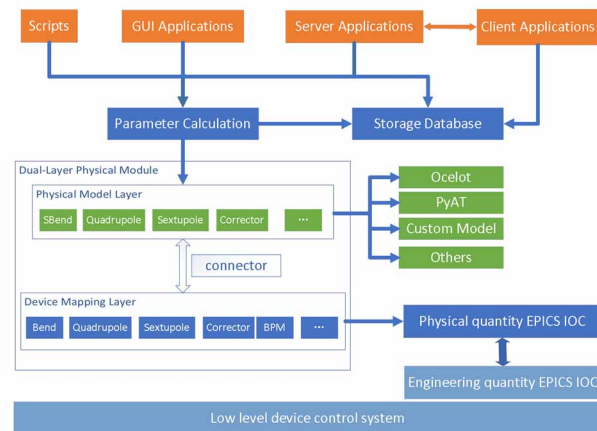 Scripts
GUI Applications
Server Applications
Client Applications
Parameter Calculation
Storage Database
Dual-Layer Physical Module
Physical Model Layer
SBend
Quadrupole
Sextupole
Corrector
...
Ocelot
PyAT
Custom Model
Others
connector
Device Mapping Layer
Bend
Quadrupole
Sextupole
Corrector
BPM
...
Physical quantity EPICS IOC
Engineering quantity EPICS IOC
Low level device control system